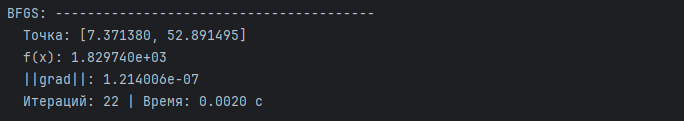 BFGS: ---------------------------------------
Точка: [7.371380, 52.891495]
f(x): 1.829740e+03
||grad||: 1.214006e-07
Итераций: 22 | Время: 0.0020 с